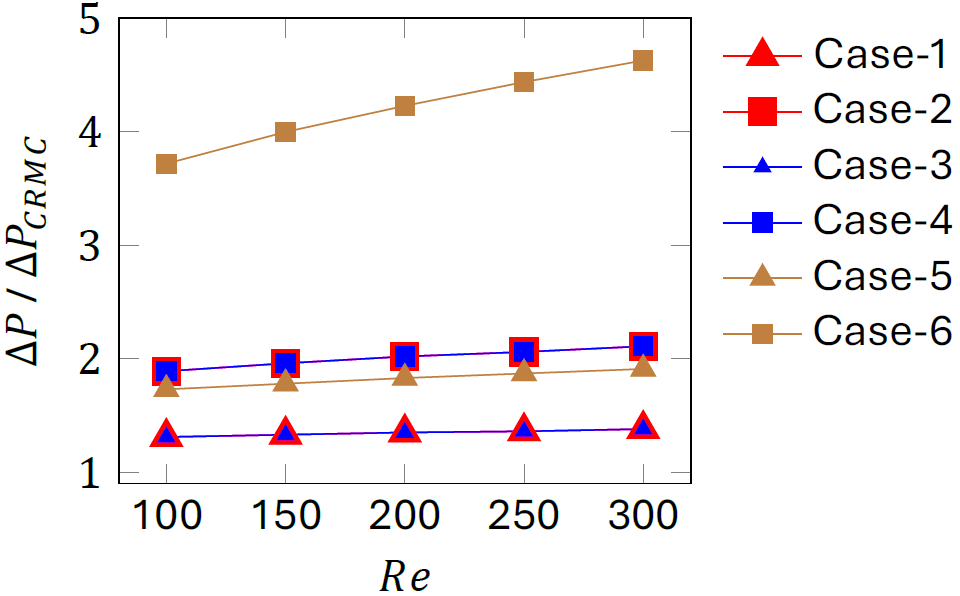 5
4
3
2
1
ΔP / ΔP_CRMC
100 150 200 250 300
Re
Case-1
Case-2
Case-3
Case-4
Case-5
Case-6